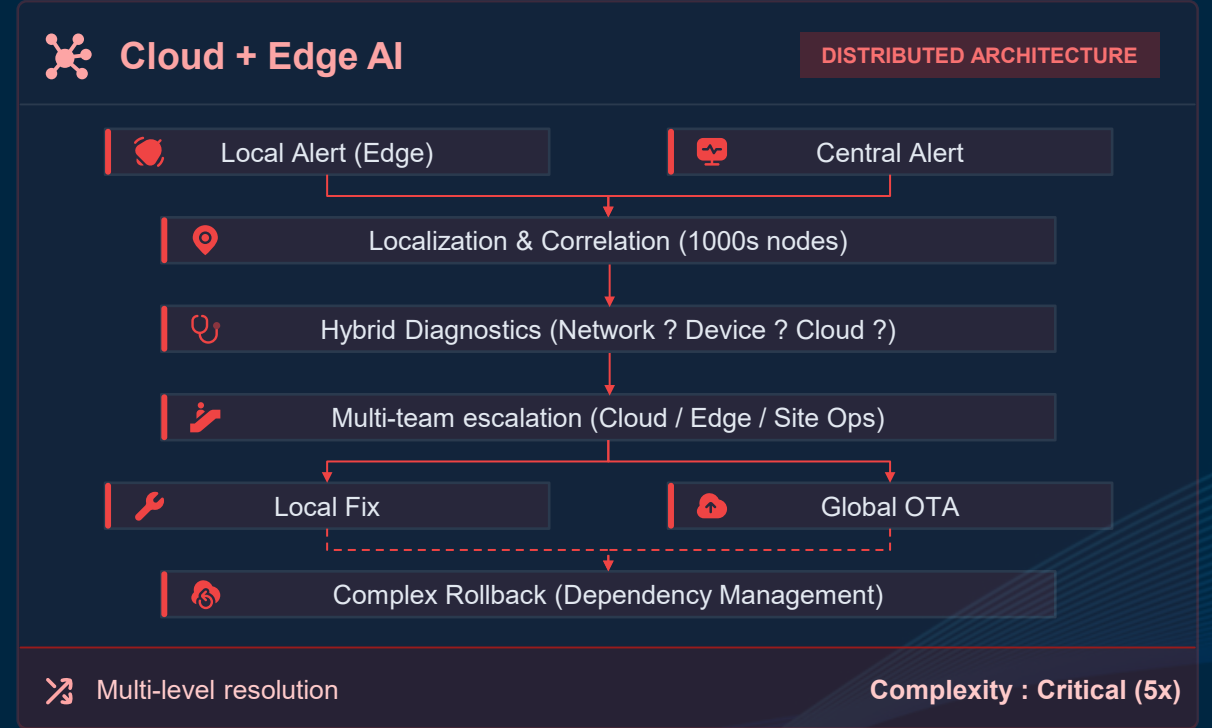 Cloud + Edge AI
DISTRIBUTED ARCHITECTURE
Local Alert (Edge)
Central Alert
Localization & Correlation (1000s nodes)
Hybrid Diagnostics (Network ? Device ? Cloud ?)
Multi-team escalation (Cloud / Edge / Site Ops)
Local Fix
Global OTA
Complex Rollback (Dependency Management)
Multi-level resolution
Complexity : Critical (5x)